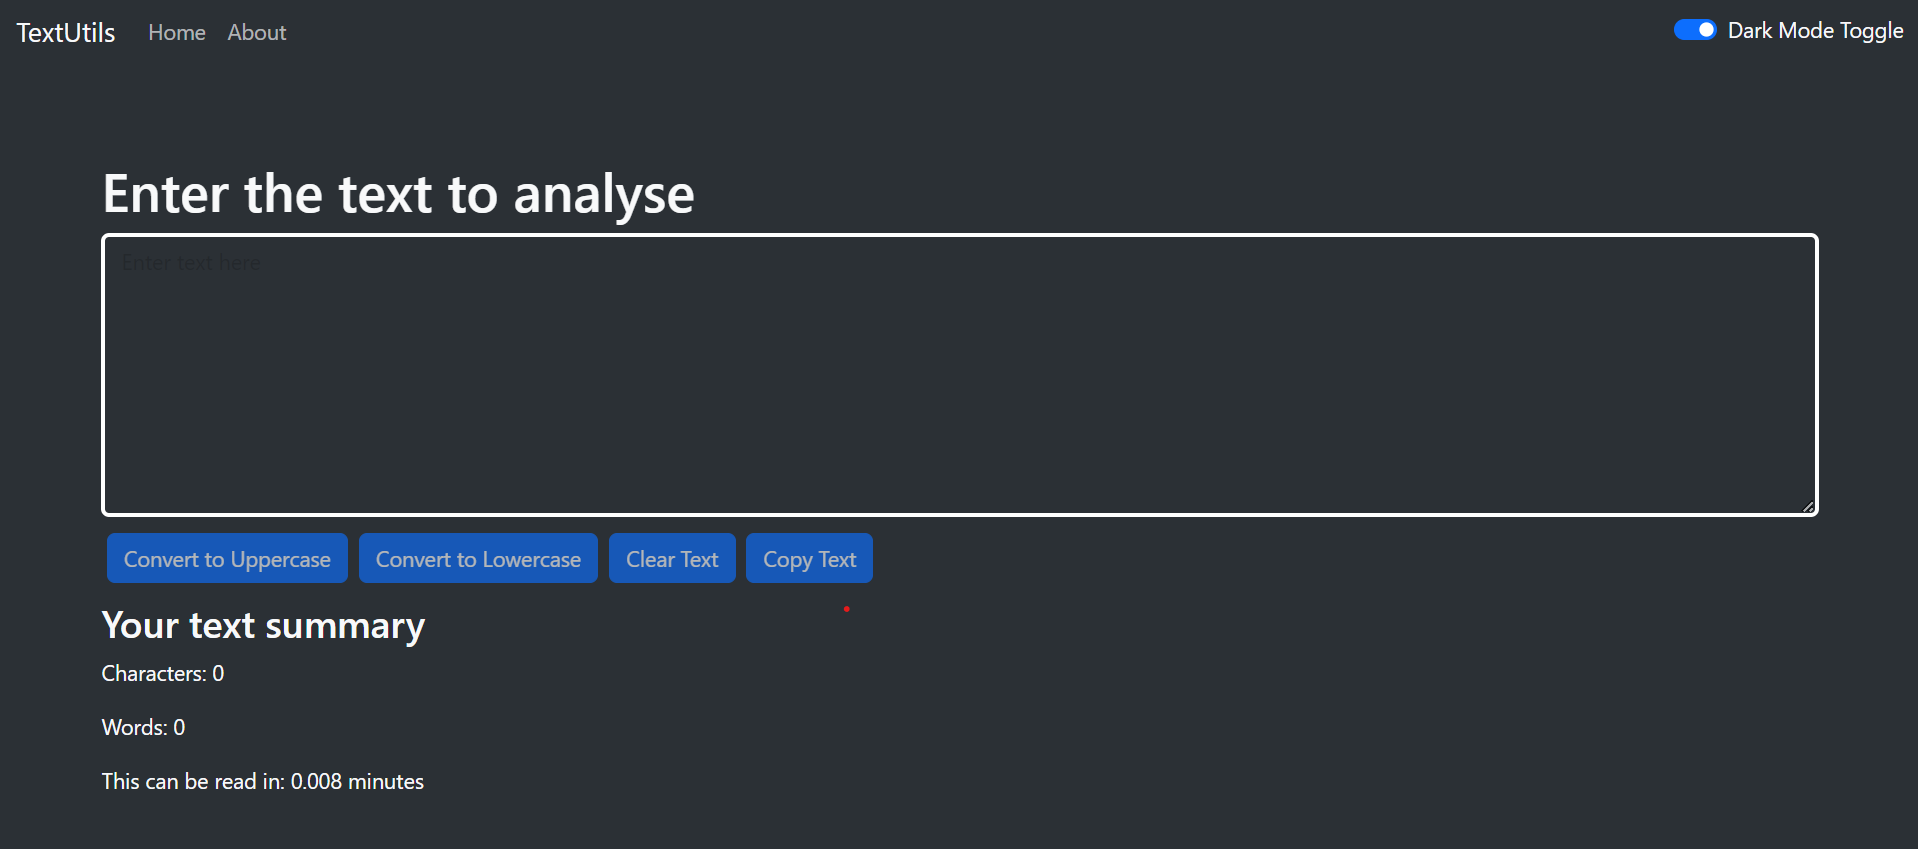 TextUtils Home About Dark Mode Toggle
Enter the text to analyse
Enter text here
Convert to Uppercase Convert to Lowercase Clear Text Copy Text
Your text summary
Characters: 0
Words: 0
This can be read in: 0.008 minutes